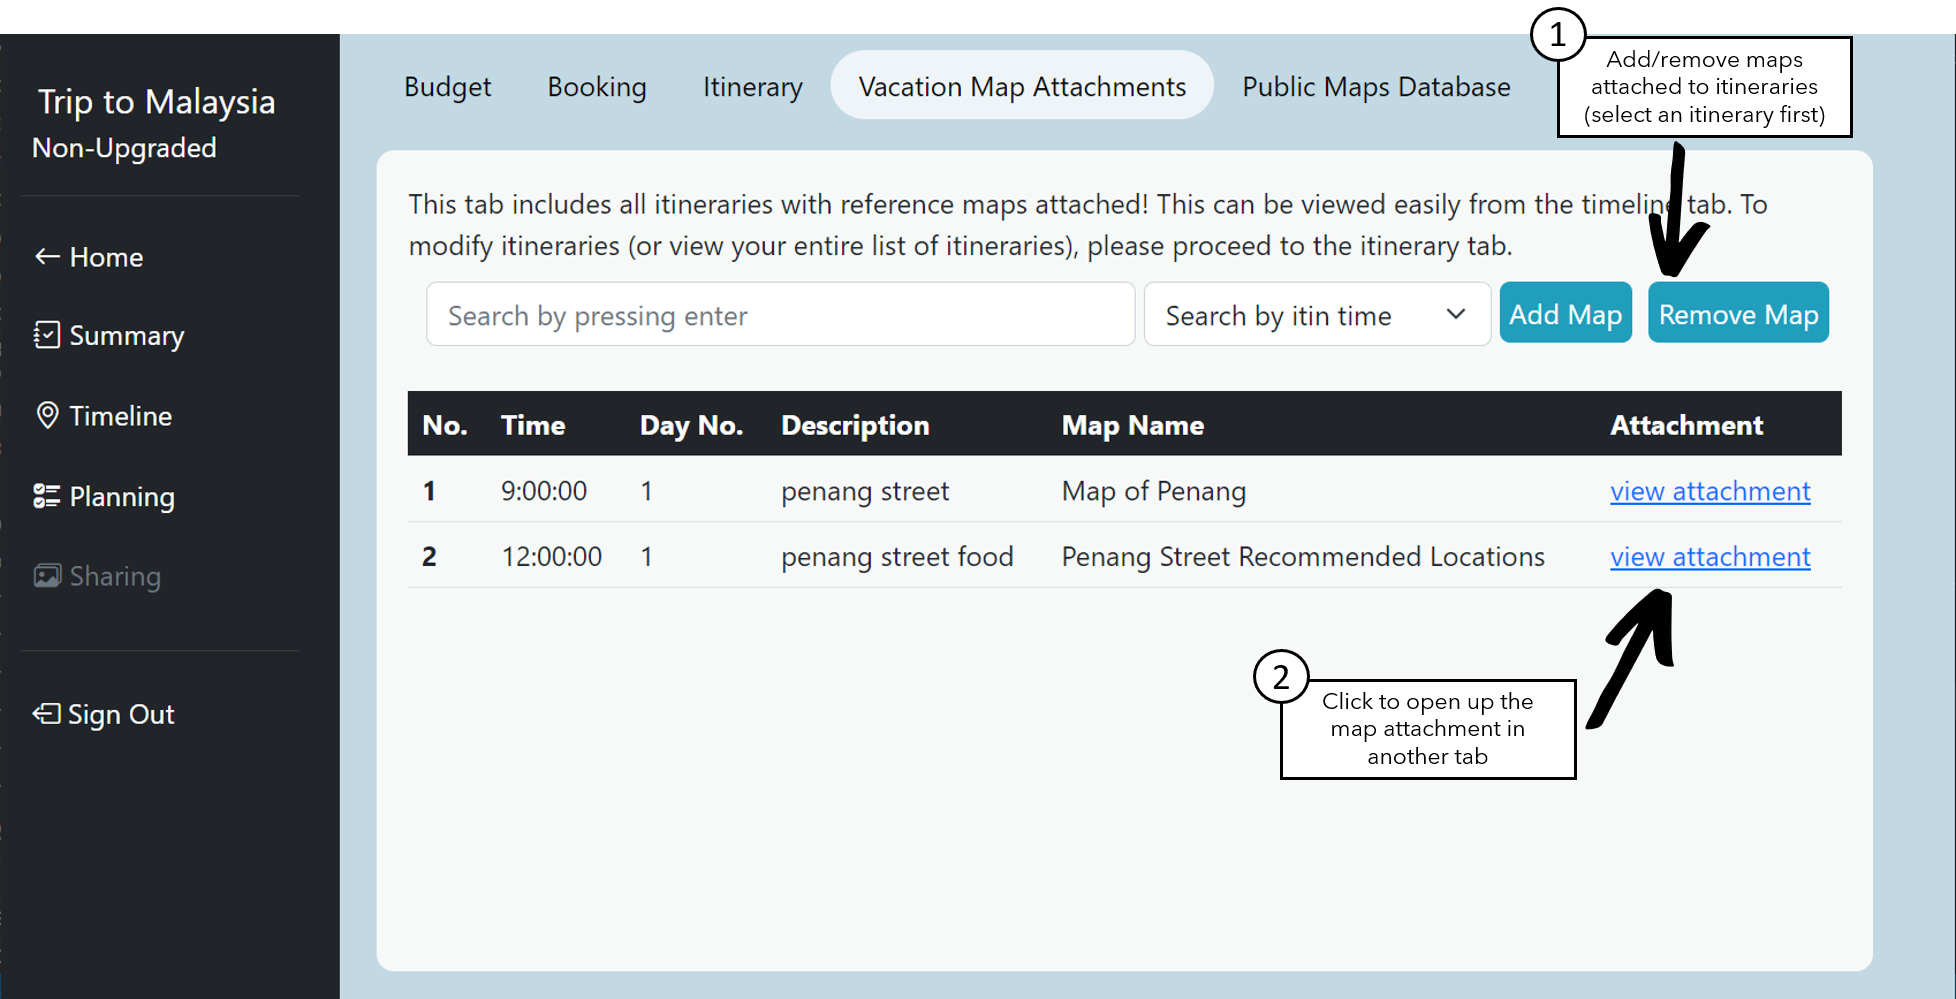 Trip to Malaysia
Non-Upgraded
Home
Summary
Timeline
Planning
Sharing
Sign Out
Budget Booking Itinerary Vacation Map Attachments Public Maps Database
1
Add/remove maps
attached to itineraries
(select an itinerary first)
This tab includes all itineraries with reference maps attached! This can be viewed easily from the timeline tab. To
modify itineraries (or view your entire list of itineraries), please proceed to the itinerary tab.
Search by pressing enter Search by itin time Add Map Remove Map
No. Time Day No. Description Map Name Attachment
1 9:00:00 1 penang street Map of Penang view attachment
2 12:00:00 1 penang street food Penang Street Recommended Locations view attachment
2
Click to open up the
map attachment in
another tab